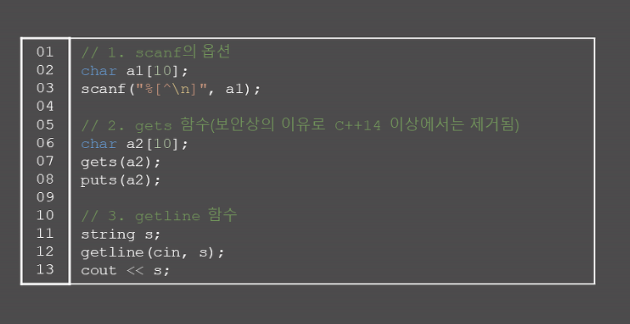 01 // 1. scanf의 옵션
02 char a1[10];
03 scanf("%[^\n]", a1);
04
05 // 2. gets 함수(보안상의 이유로 C++14 이상에서는 제거됨)
06 char a2[10];
07 gets(a2);
08 puts(a2);
09
10 // 3. getline 함수
11 string s;
12 getline(cin, s);
13 cout << s;